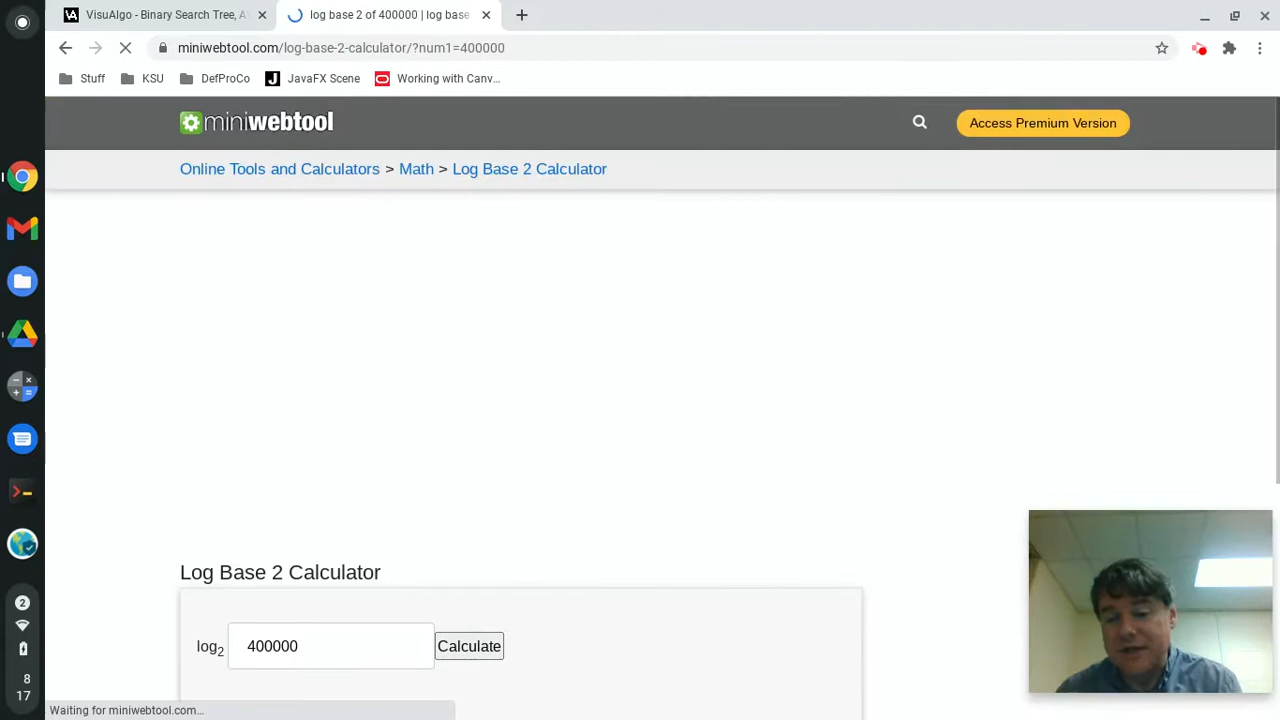 VisuAlgo - Binary Search Tree, A
log base 2 of 400000 | log base
miniwebtool.com/log-base-2-calculator/?num1=400000
Stuff
KSU
DefProCo
JavaFX Scene
Working with Canv...
miniwebtool
Access Premium Version
Online Tools and Calculators > Math > Log Base 2 Calculator
Log Base 2 Calculator
log2 400000 Calculate
Waiting for miniwebtool.com...
2
8
17